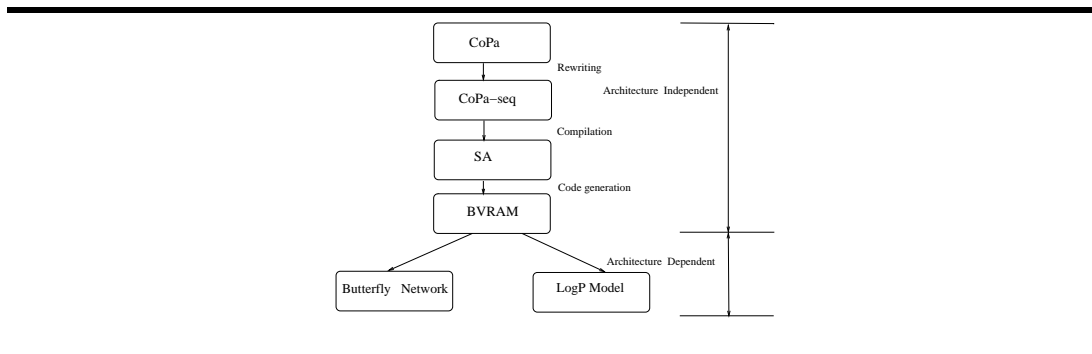 CoPa
Rewriting
Architecture Independent
CoPa−seq
Compilation
SA
Code generation
BVRAM
Architecture Dependent
Butterfly Network
LogP Model